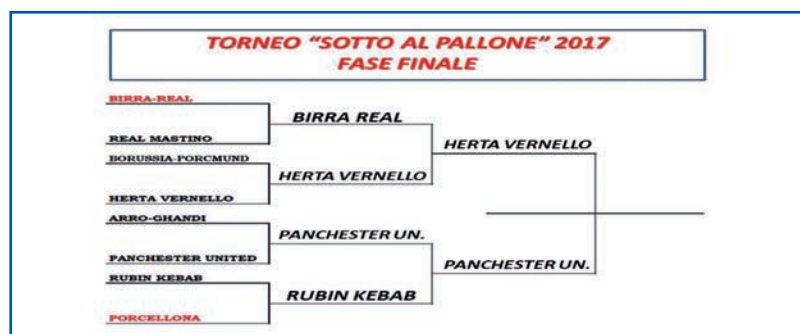 TORNEO “SOTTO AL PALLONE” 2017
FASE FINALE
BIRRA-REAL
REAL MASTINO
BORUSSIA-PORCMUND
HERTA VERNELLO
ARRO-GHANDI
PANCHESTER UNITED
RUBIN KEBAB
PORCELLONA
BIRRA REAL
HERTA VERNELLO
PANCHESTER UN.
RUBIN KEBAB
HERTA VERNELLO
PANCHESTER UN.